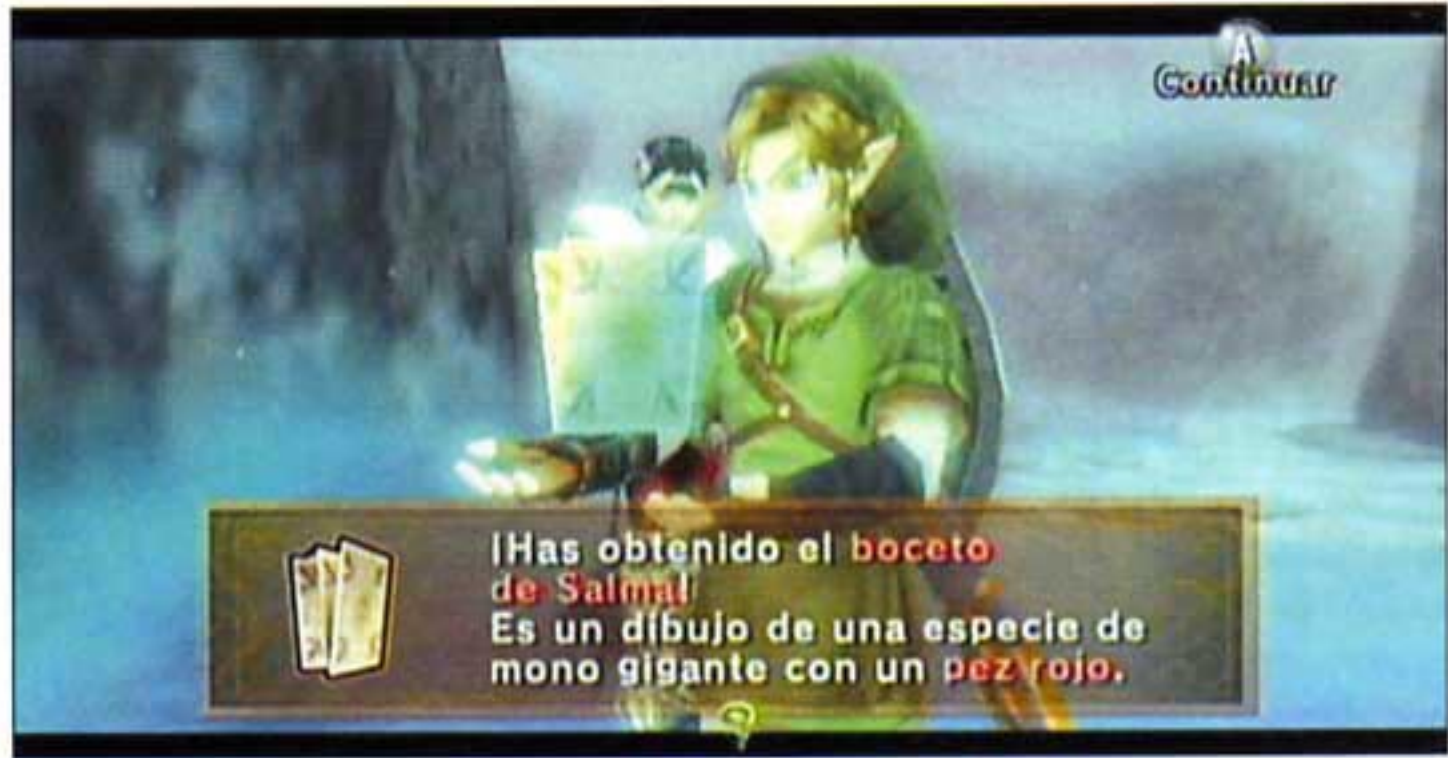 A
Continuar
¡Has obtenido el boceto
de Salma!
Es un dibujo de una especie de
mono gigante con un pez rojo.